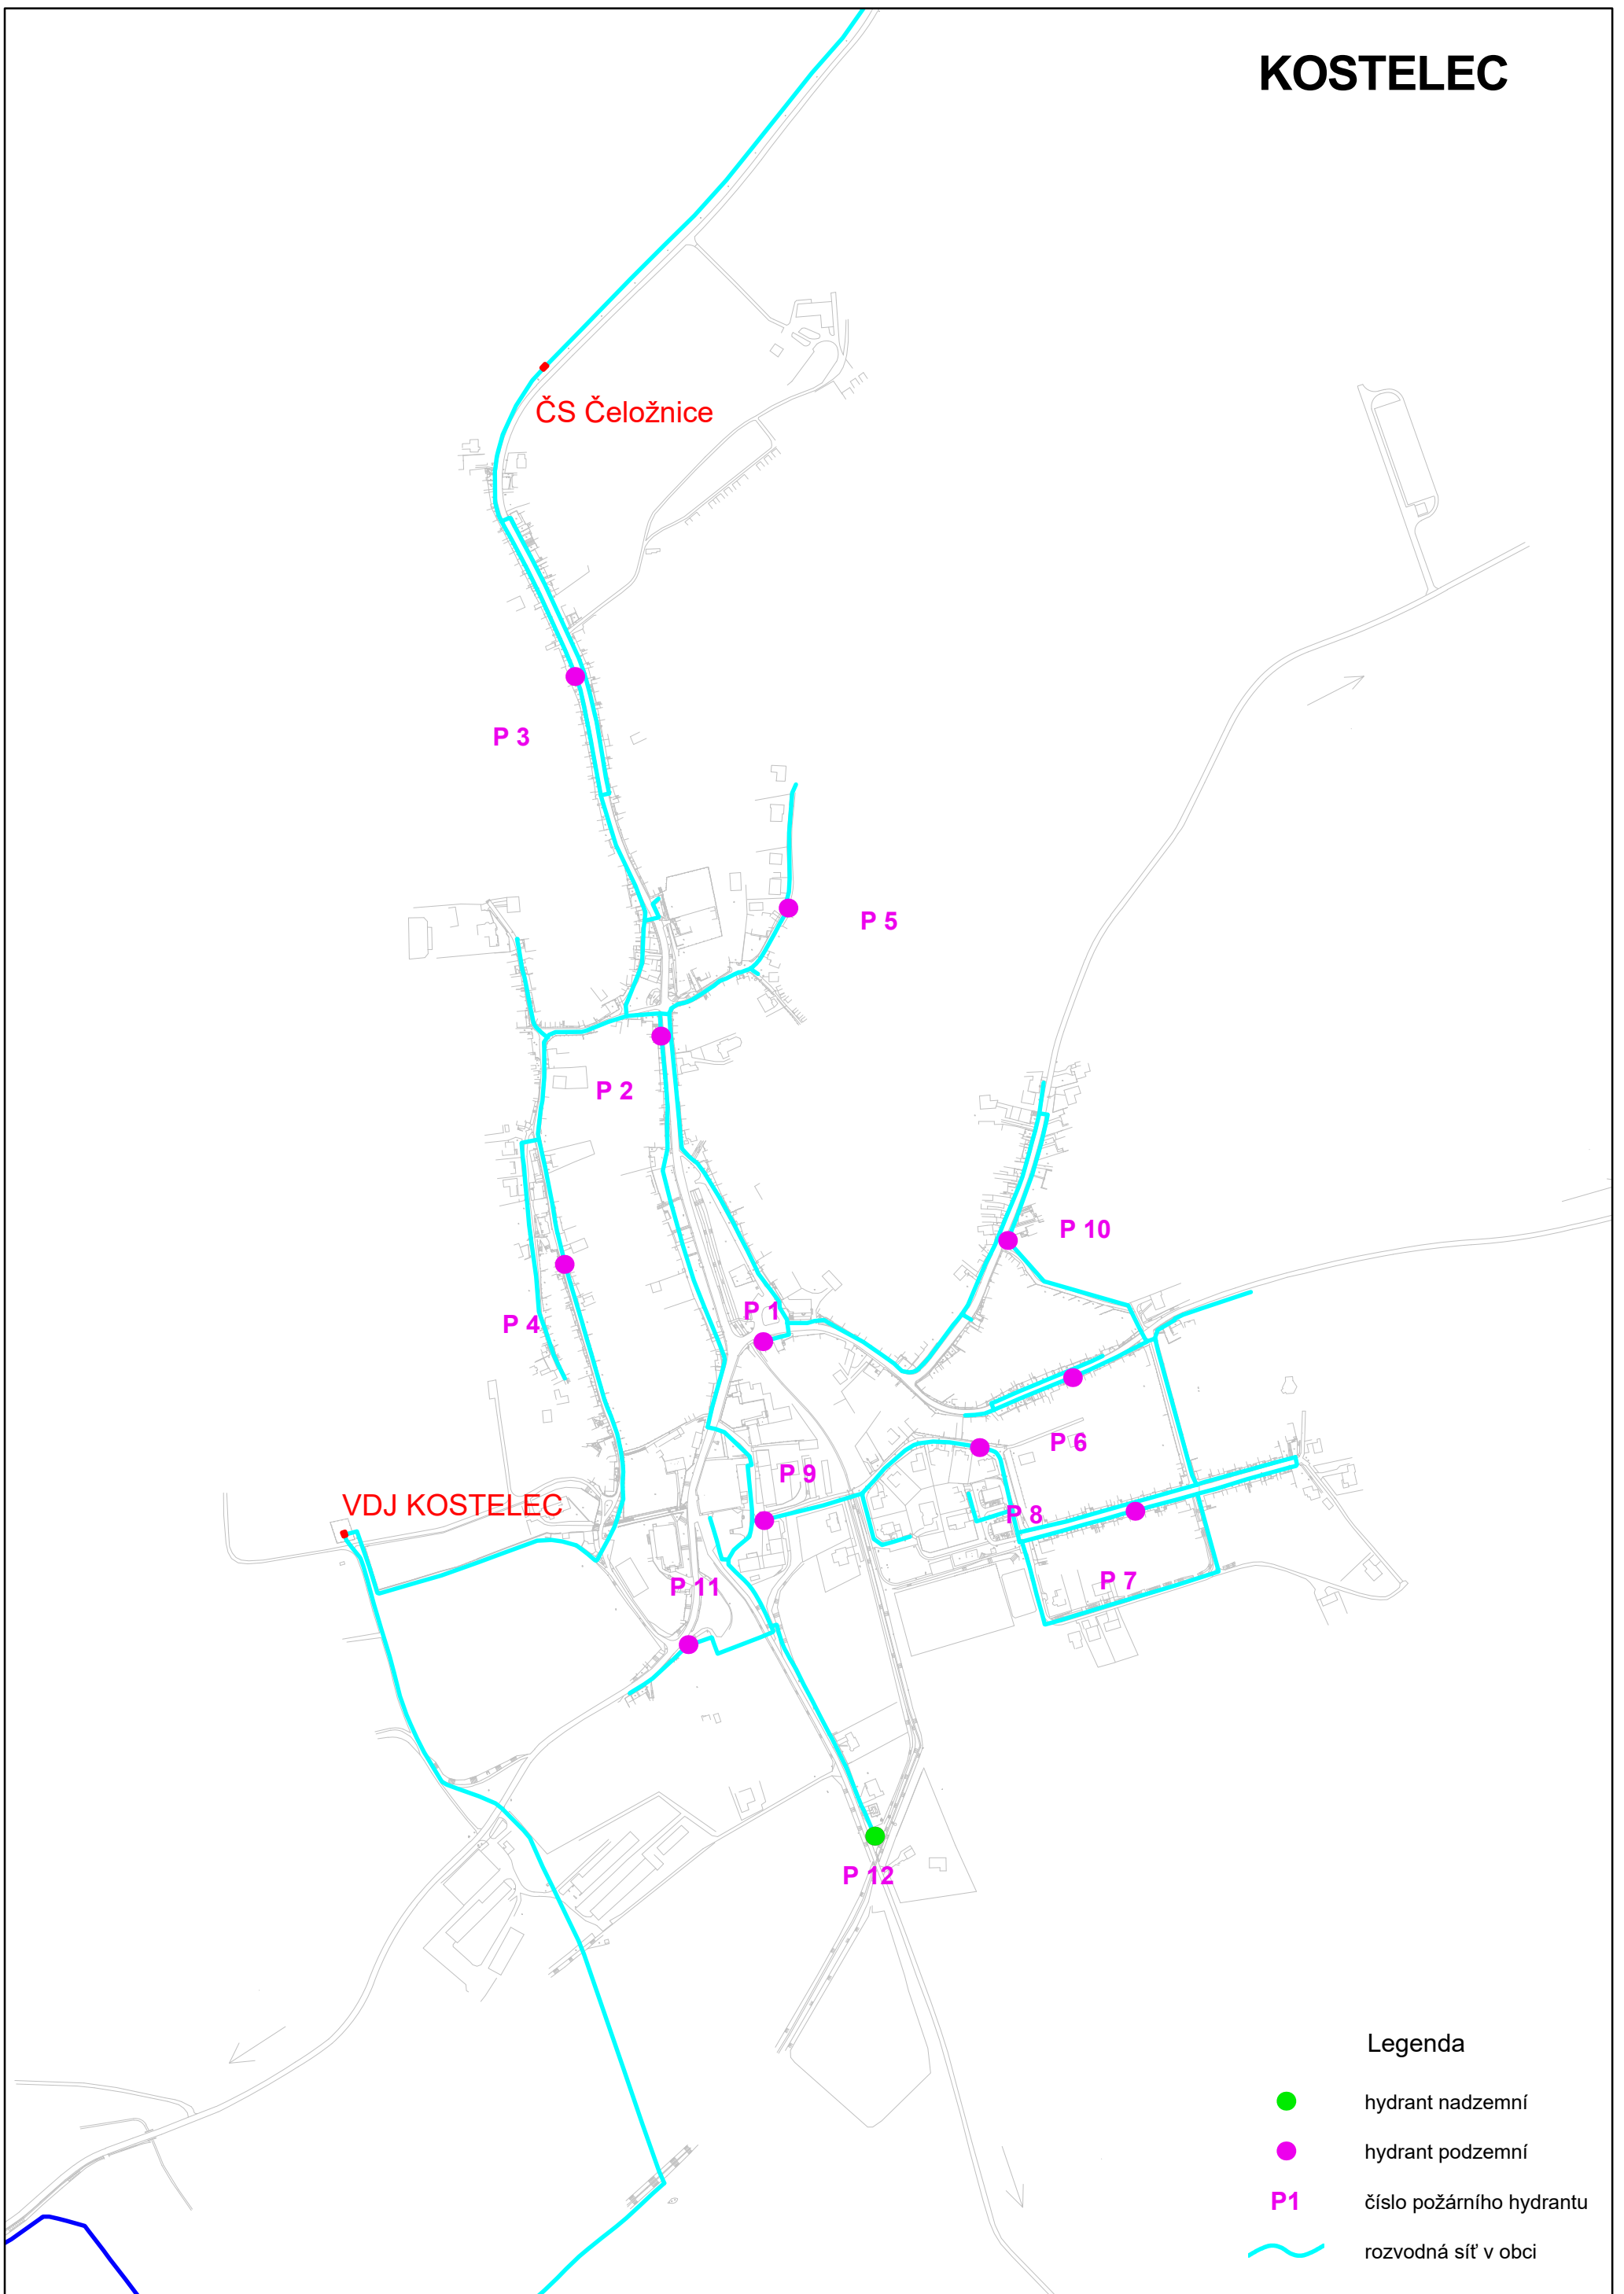 KOSTELEC
ČS Čeložnice
P 3
P 5
P 2
P 10
P 1
P 4
P 6
P 9
VDJ KOSTELEC
P 8
P 7
P 11
P 12
Legenda
hydrant nadzemní
hydrant podzemní
P1 číslo požárního hydrantu
rozvodná síť v obci